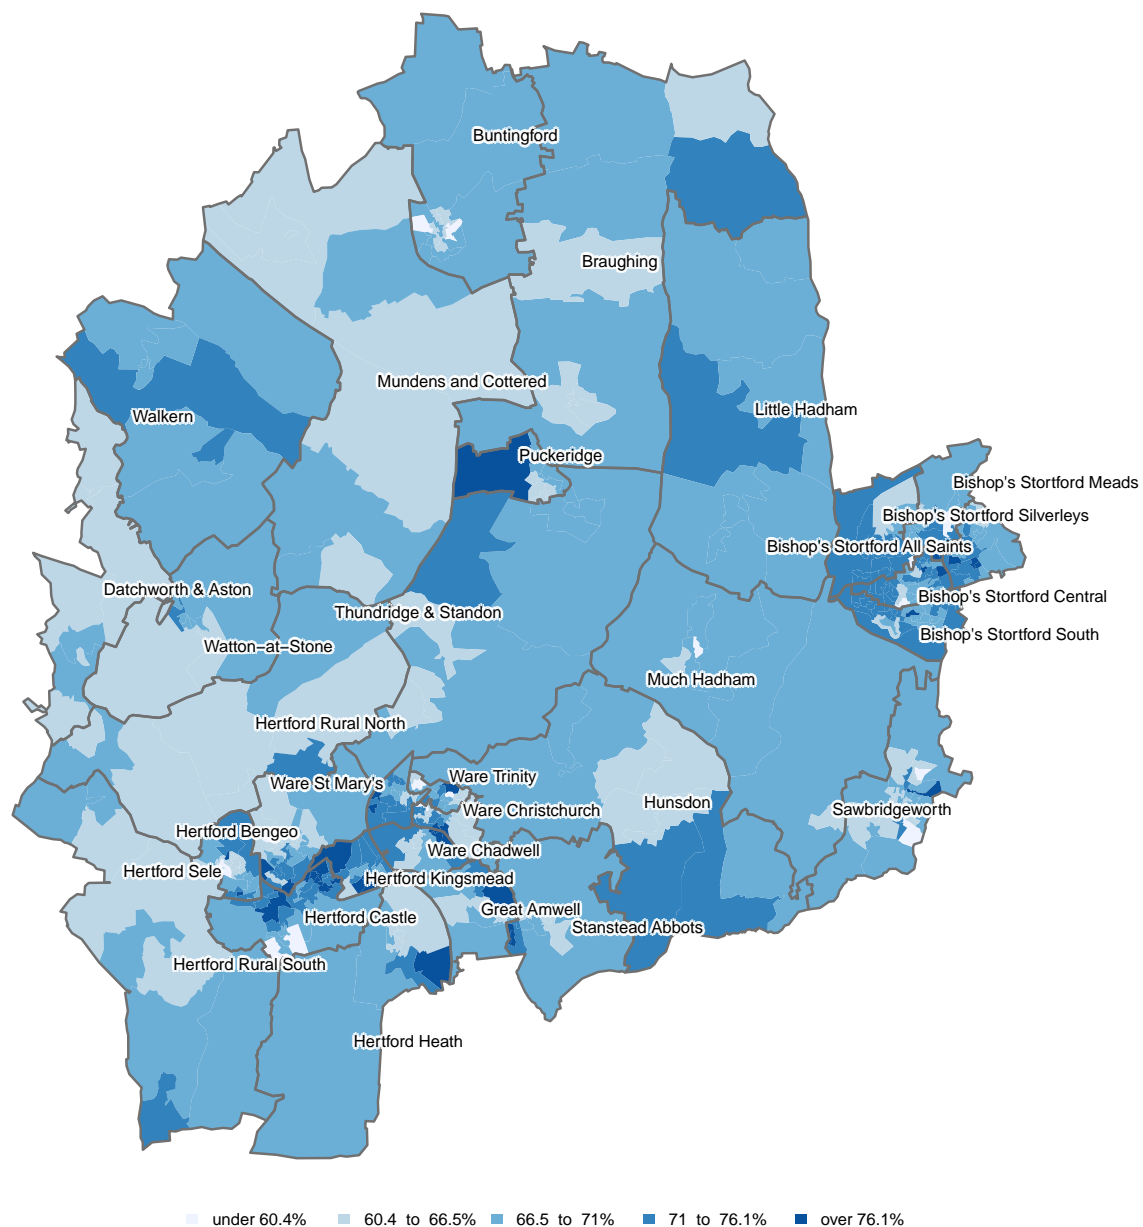 Buntingford
Braughing
Mundens and Cottered
Little Hadham
Walkern
Puckeridge
Bishop's Stortford Meads
Bishop's Stortford Silverleys
Bishop's Stortford All Saints
Datchworth & Aston
Bishop's Stortford Central
Thundridge & Standon
Bishop's Stortford South
Watton−at−Stone
Much Hadham
Hertford Rural North
Ware Trinity
Ware St Mary's
Hunsdon
Ware Christchurch
Sawbridgeworth
Hertford Bengeo
Ware Chadwell
Hertford Sele
Hertford Kingsmead
Great Amwell
Hertford Castle
Stanstead Abbots
Hertford Rural South
Hertford Heath
under 60.4% 60.4 to 66.5% 66.5 to 71% 71 to 76.1% over 76.1%